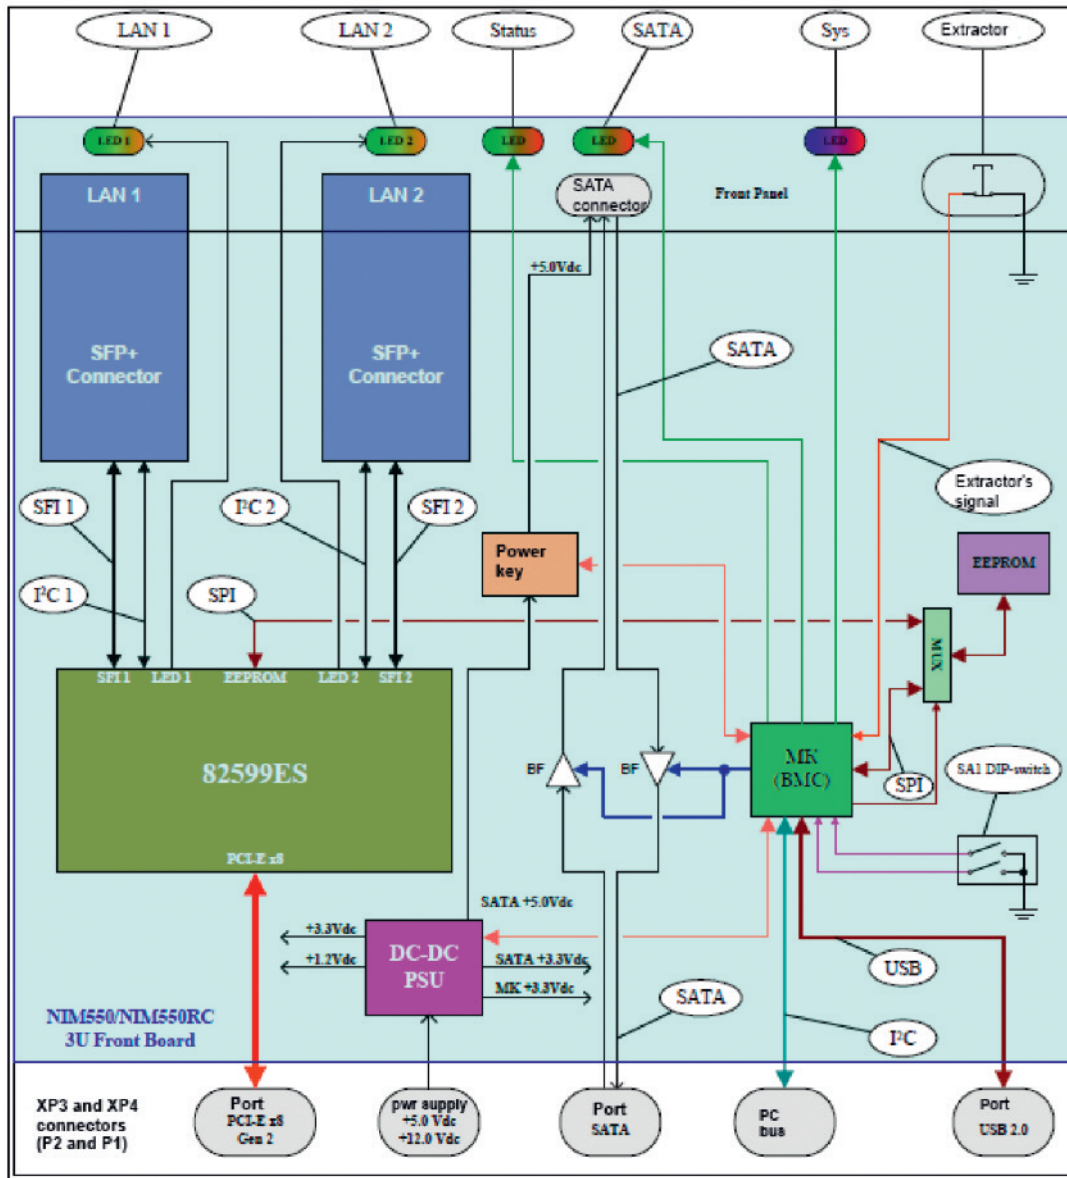 LAN 1
LAN 2
Status
SATA
Sys
Extractor
LED 1
LED 2
LED
LED
LED
LAN 1
LAN 2
SATA
connector
Front Panel
+5.0Vdc
SFP+
Connector
SFP+
Connector
SATA
SFI 1
I²C 2
SFI 2
Extractor's
signal
Power
key
EEPROM
I²C 1
SPI
MUX
SFI 1
LED 1
EEPROM
LED 2
SFI 2
82599ES
BF
BF
MK
(BMC)
SPI
SA1 DIP-switch
PCI-E x8
SATA +5.0Vdc
+3.3Vdc
+1.2Vdc
DC-DC
PSU
SATA +3.3Vdc
MK +3.3Vdc
USB
SATA
I²C
NIM550/NIM550RC
3U Front Board
XP3 and XP4
connectors
(P2 and P1)
Port
PCI-E x8
Gen 2
pwr supply
+5.0 Vdc
+12.0 Vdc
Port
SATA
PC
bus
Port
USB 2.0